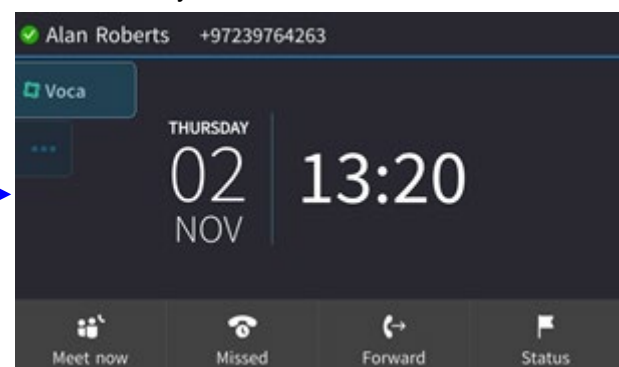 Alan Roberts +97239764263
Voca
...
THURSDAY
02
NOV
13:20
Meet now Missed Forward Status